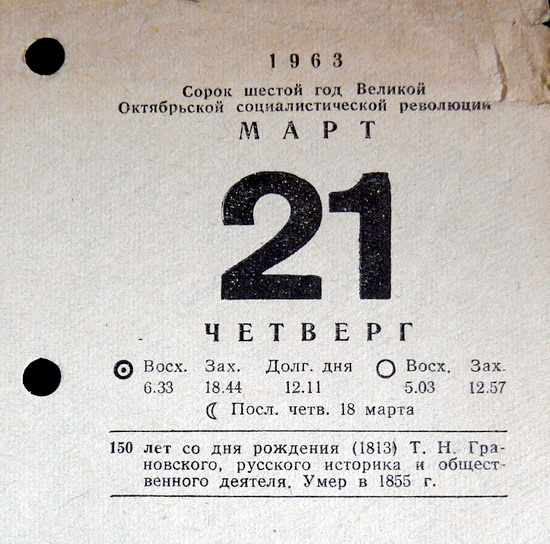 1963
Сорок шестой год Великой
Октябрьской социалистической революции
МАРТ
21
ЧЕТВЕРГ
Восх. Зах. Долг. дня Восх. Зах.
6.33 18.44 12.11 5.03 12.57
Посл. четв. 18 марта
150 лет со дня рождения (1813) Т. Н. Гра-
новского, русского историка и общест-
венного деятеля. Умер в 1855 г.